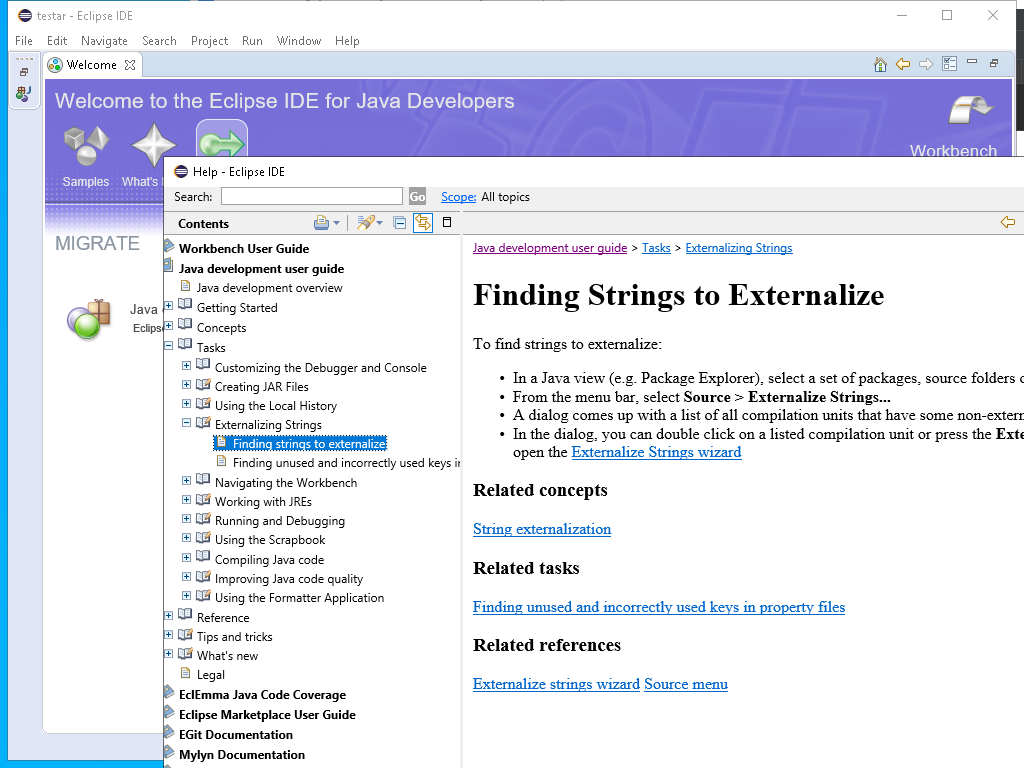 testar - Eclipse IDE
File Edit Navigate Search Project Run Window Help
Welcome
Welcome to the Eclipse IDE for Java Developers
Samples What's
Workbench
MIGRATE
Java
Eclips
Help - Eclipse IDE
Search: Go Scope: All topics
Contents
Workbench User Guide
Java development user guide
Java development overview
Getting Started
Concepts
Tasks
Customizing the Debugger and Console
Creating JAR Files
Using the Local History
Externalizing Strings
Finding strings to externalize
Finding unused and incorrectly used keys i
Navigating the Workbench
Working with JREs
Running and Debugging
Using the Scrapbook
Compiling Java code
Improving Java code quality
Using the Formatter Application
Reference
Tips and tricks
What's new
Legal
EclEmma Java Code Coverage
Eclipse Marketplace User Guide
EGit Documentation
Mylyn Documentation
Java development user guide > Tasks > Externalizing Strings
Finding Strings to Externalize
To find strings to externalize:
• In a Java view (e.g. Package Explorer), select a set of packages, source folders
• From the menu bar, select Source > Externalize Strings...
• A dialog comes up with a list of all compilation units that have some non-extern
• In the dialog, you can double click on a listed compilation unit or press the Exte
open the Externalize Strings wizard
Related concepts
String externalization
Related tasks
Finding unused and incorrectly used keys in property files
Related references
Externalize strings wizard Source menu